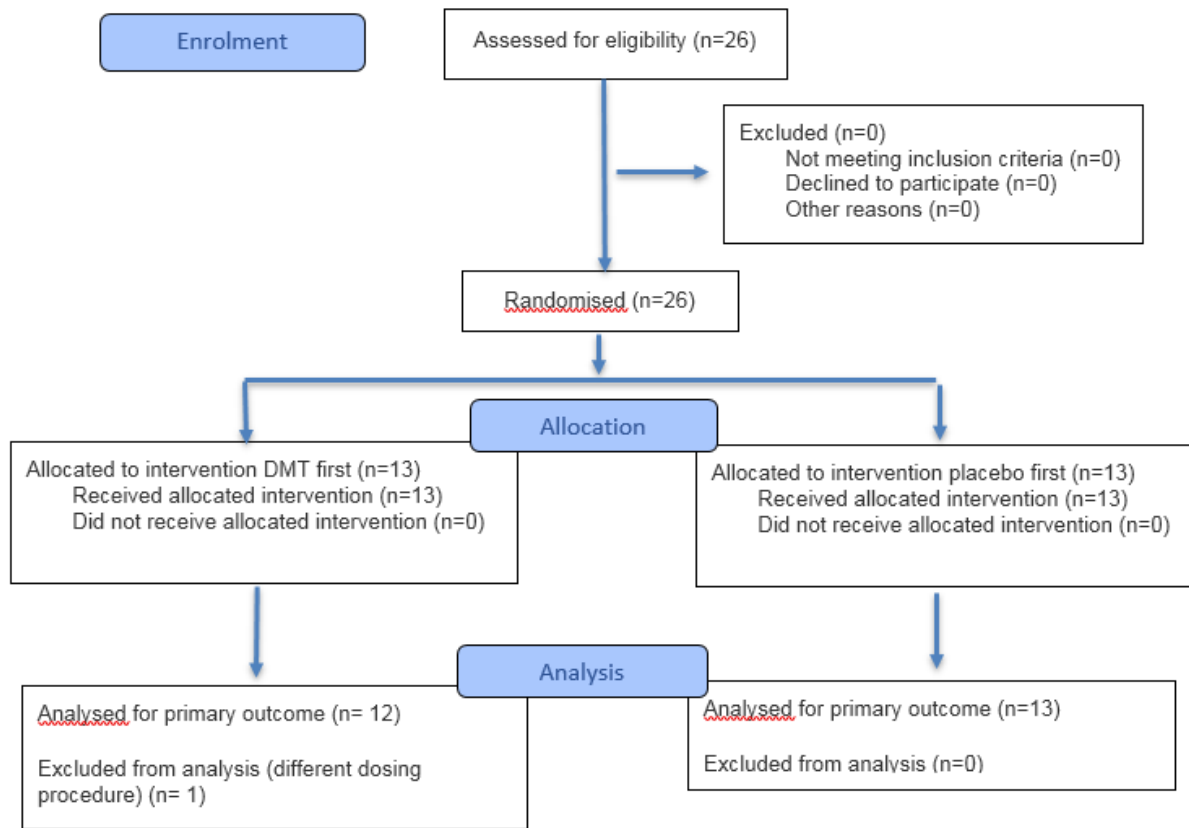 Enrolment
Assessed for eligibility (n=26)
Excluded (n=0)
Not meeting inclusion criteria (n=0)
Declined to participate (n=0)
Other reasons (n=0)
Randomised (n=26)
Allocation
Allocated to intervention DMT first (n=13)
Received allocated intervention (n=13)
Did not receive allocated intervention (n=0)
Allocated to intervention placebo first (n=13)
Received allocated intervention (n=13)
Did not receive allocated intervention (n=0)
Analysis
Analysed for primary outcome (n= 12)
Excluded from analysis (different dosing
procedure) (n= 1)
Analysed for primary outcome (n=13)
Excluded from analysis (n=0)